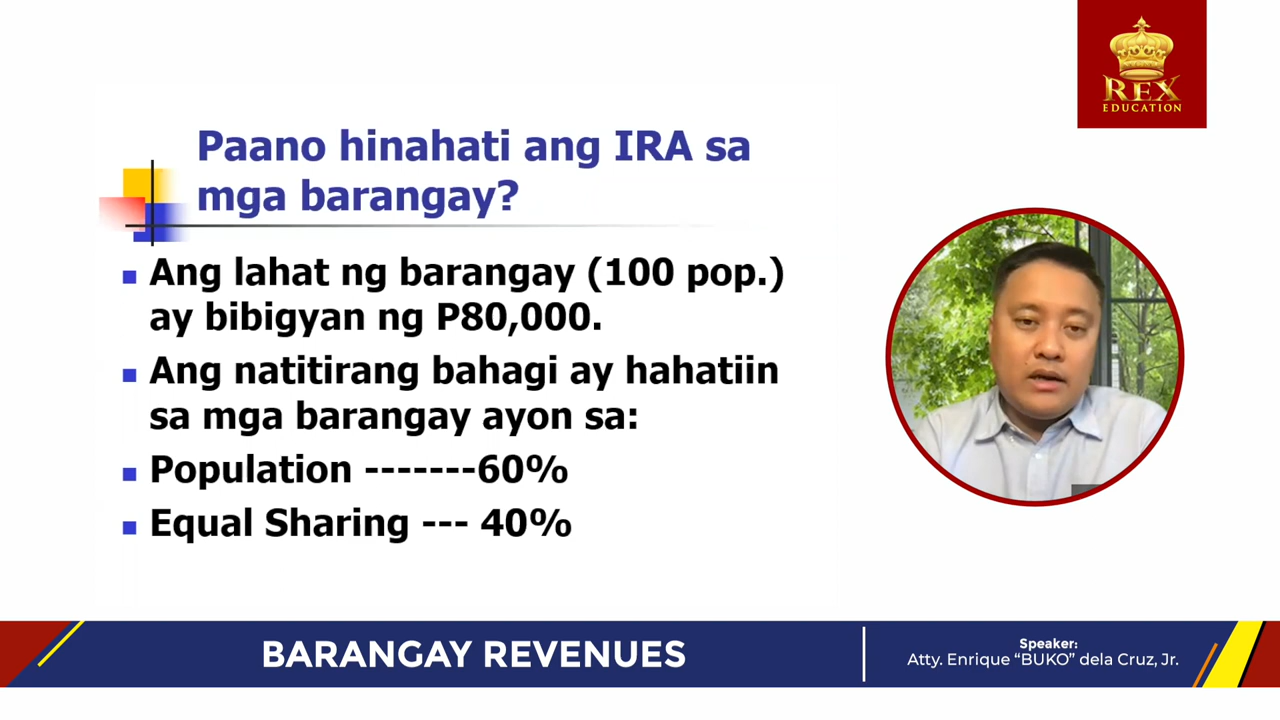 REX
EDUCATION
Paano hinahati ang IRA sa
mga barangay?
Ang lahat ng barangay (100 pop.)
ay bibigyan ng P80,000.
Ang natitirang bahagi ay hahatiin
sa mga barangay ayon sa:
Population -------60%
Equal Sharing --- 40%
BARANGAY REVENUES
Speaker:
Atty. Enrique “BUKO” dela Cruz, Jr.